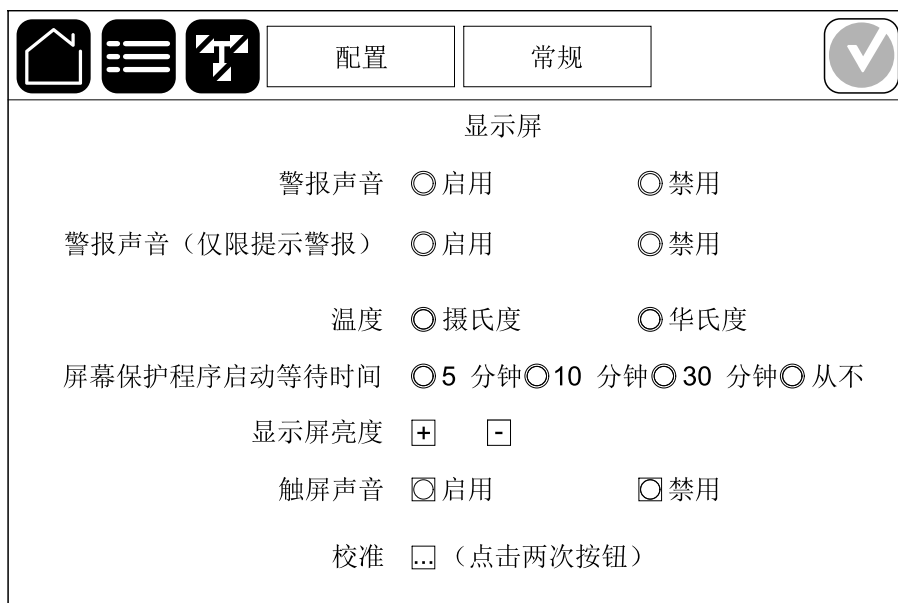 配置 常规
显示屏
警报声音 启用 禁用
警报声音（仅限提示警报） 启用 禁用
温度 摄氏度 华氏度
屏幕保护程序启动等待时间 5 分钟 10 分钟 30 分钟 从不
显示屏亮度 + -
触屏声音 启用 禁用
校准 ... （点击两次按钮）